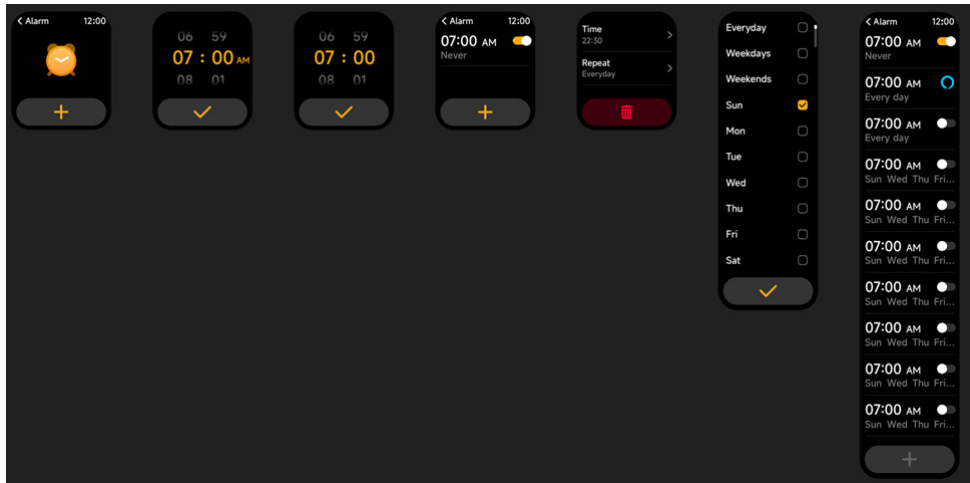 Alarm 12:00
06 59
07 : 00 AM
08 01
06 59
07 : 00
08 01
Alarm 12:00
07:00 AM
Never
Time
22:30
Repeat
Everyday
Everyday
Weekdays
Weekends
Sun
Mon
Tue
Wed
Thu
Fri
Sat
Alarm 12:00
07:00 AM
Never
07:00 AM
Every day
07:00 AM
Every day
07:00 AM
Sun Wed Thu Fri...
07:00 AM
Sun Wed Thu Fri...
07:00 AM
Sun Wed Thu Fri...
07:00 AM
Sun Wed Thu Fri...
07:00 AM
Sun Wed Thu Fri...
07:00 AM
Sun Wed Thu Fri...
07:00 AM
Sun Wed Thu Fri...